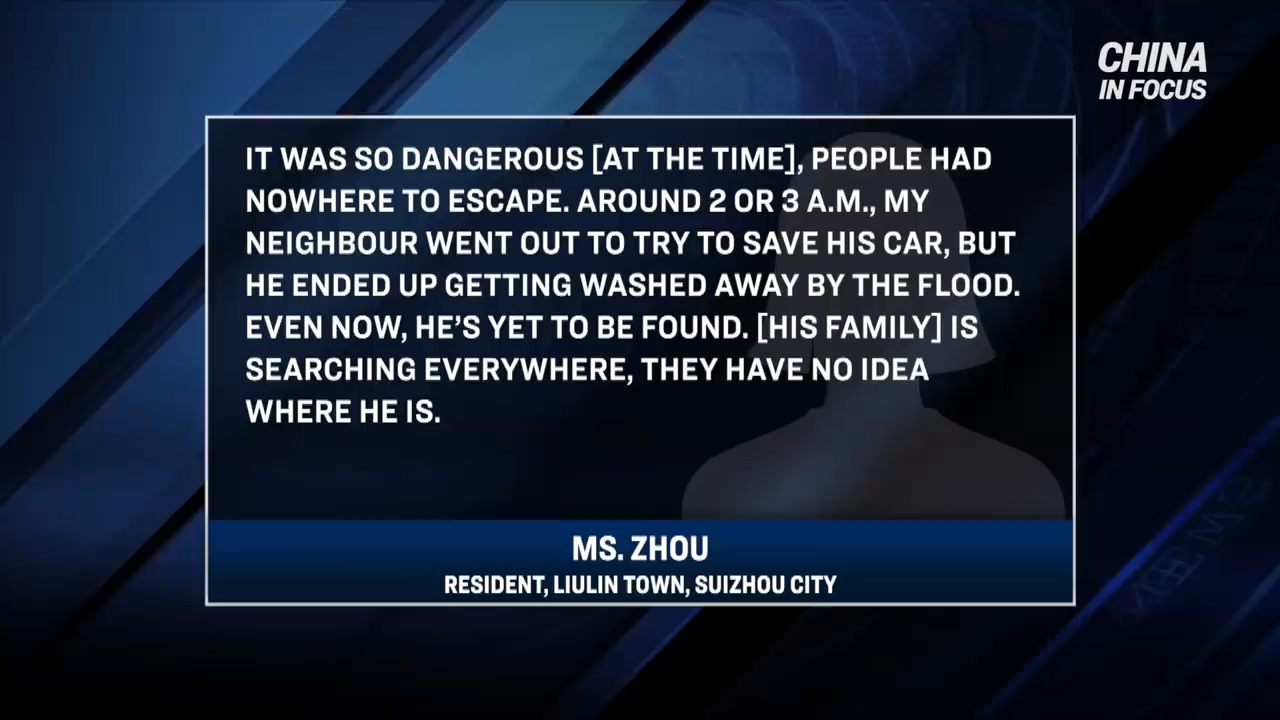 CHINA
IN FOCUS
IT WAS SO DANGEROUS [AT THE TIME], PEOPLE HAD
NOWHERE TO ESCAPE. AROUND 2 OR 3 A.M., MY
NEIGHBOUR WENT OUT TO TRY TO SAVE HIS CAR, BUT
HE ENDED UP GETTING WASHED AWAY BY THE FLOOD.
EVEN NOW, HE'S YET TO BE FOUND. [HIS FAMILY] IS
SEARCHING EVERYWHERE, THEY HAVE NO IDEA
WHERE HE IS.
MS. ZHOU
RESIDENT, LIULIN TOWN, SUIZHOU CITY